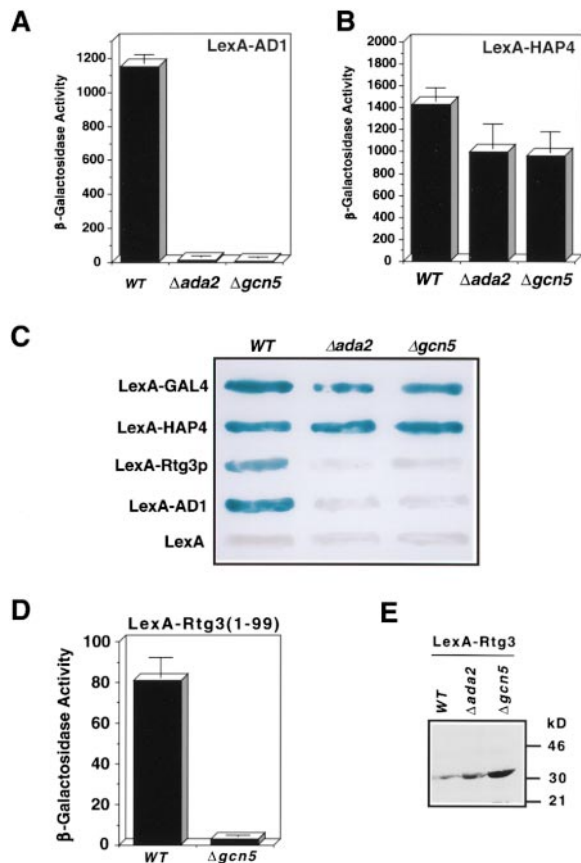 A
LexA-AD1
β-Galactosidase Activity
1200
1000
800
600
400
200
0
WT Δada2 Δgcn5
B
LexA-HAP4
β-Galactosidase Activity
2000
1800
1600
1400
1200
1000
800
600
400
200
0
WT Δada2 Δgcn5
C
WT Δada2 Δgcn5
LexA-GAL4
LexA-HAP4
LexA-Rtg3p
LexA-AD1
LexA
D
LexA-Rtg3(1-99)
β-Galactosidase Activity
100
80
60
40
20
0
WT Δgcn5
E
LexA-Rtg3
WT Δada2 Δgcn5
kD
46
30
21